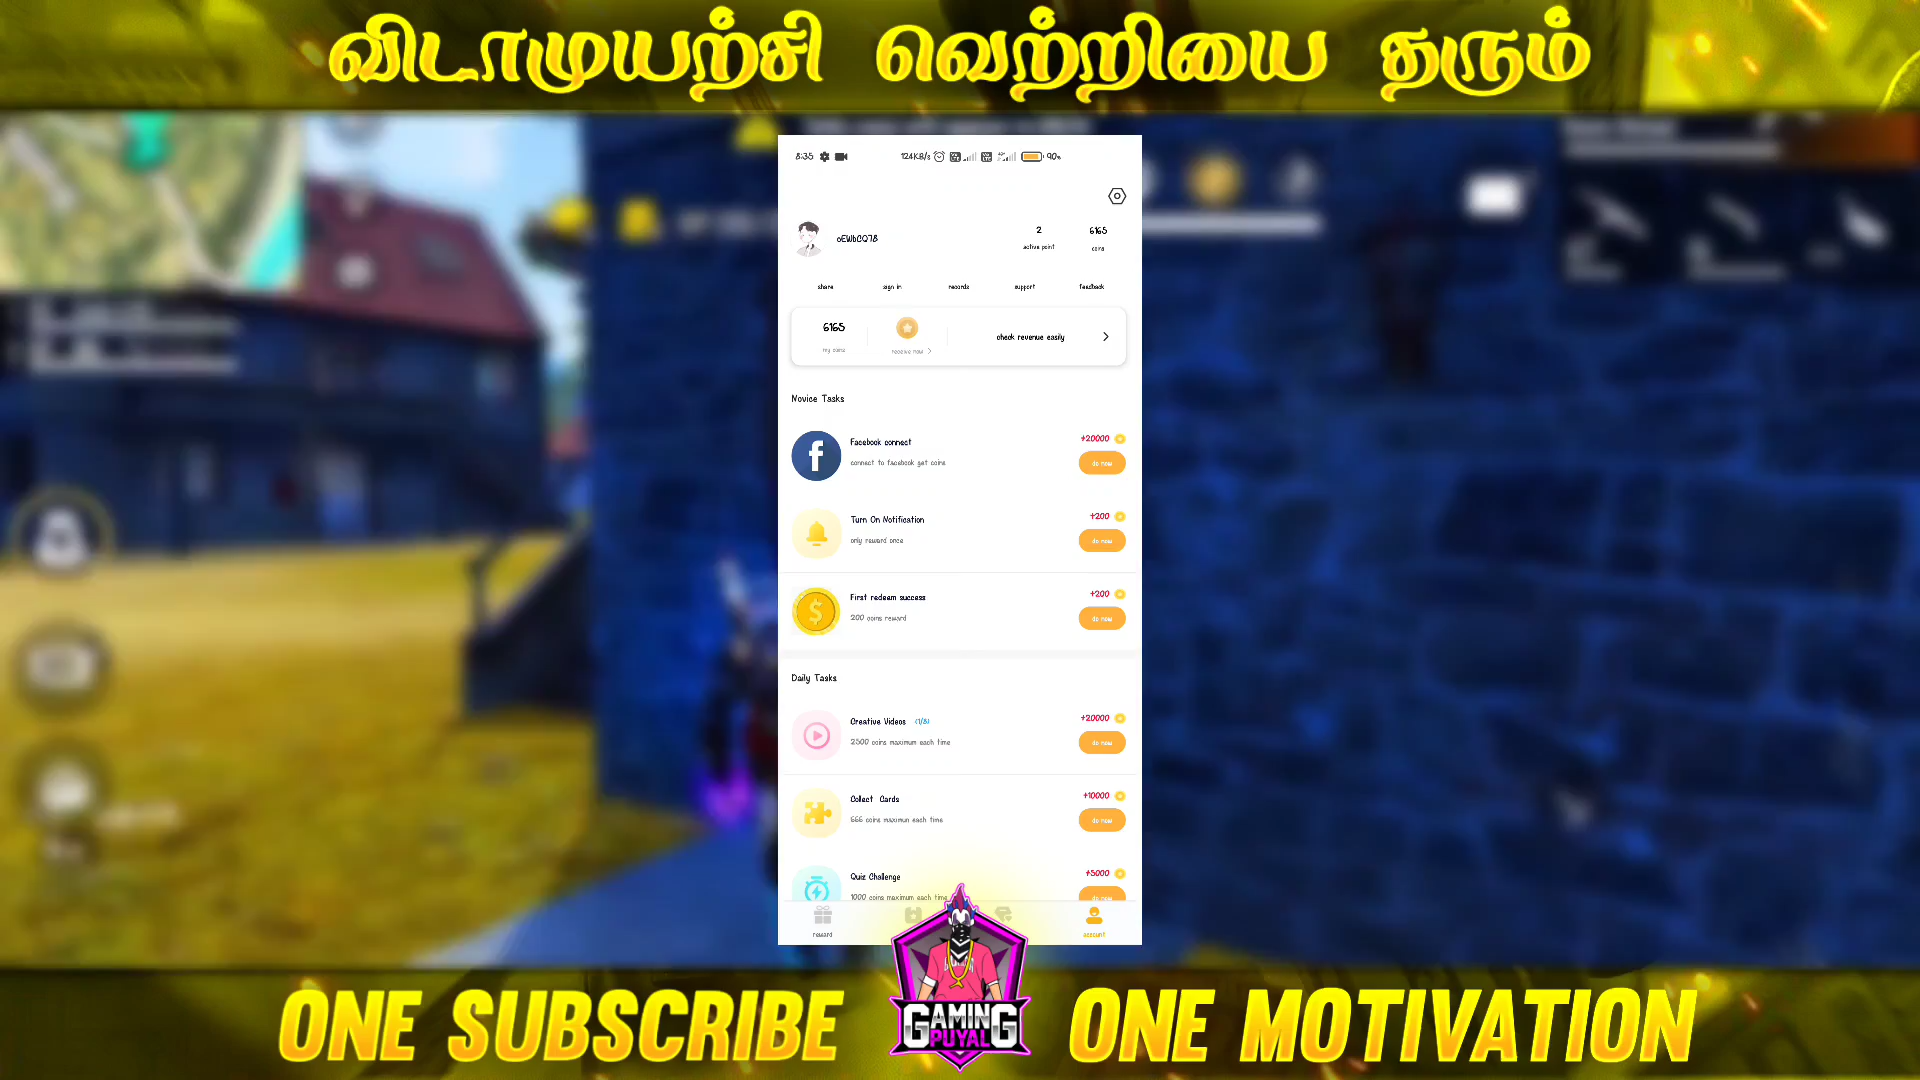 விடாமுயற்சி வெற்றியை தரும்
8:35 124KB/s 90%
oEWbCQ78
2
active point
6165
coins
share sign in records support feedback
6165
my coins
receive now
check revenue easily
Novice Tasks
Facebook connect
+20000
connect to facebook get coins
do now
Turn On Notification
+200
only reward once
do now
First redeem success
+200
200 coins reward
do now
Daily Tasks
Creative Videos (1/8)
+20000
2500 coins maximum each time
do now
Collect Cards
+10000
666 coins maximun each time
do now
Quiz Challenge
+5000
1000 coins maximum each time
do now
reward
account
ONE SUBSCRIBE
GAMING
PUYAL
ONE MOTIVATION